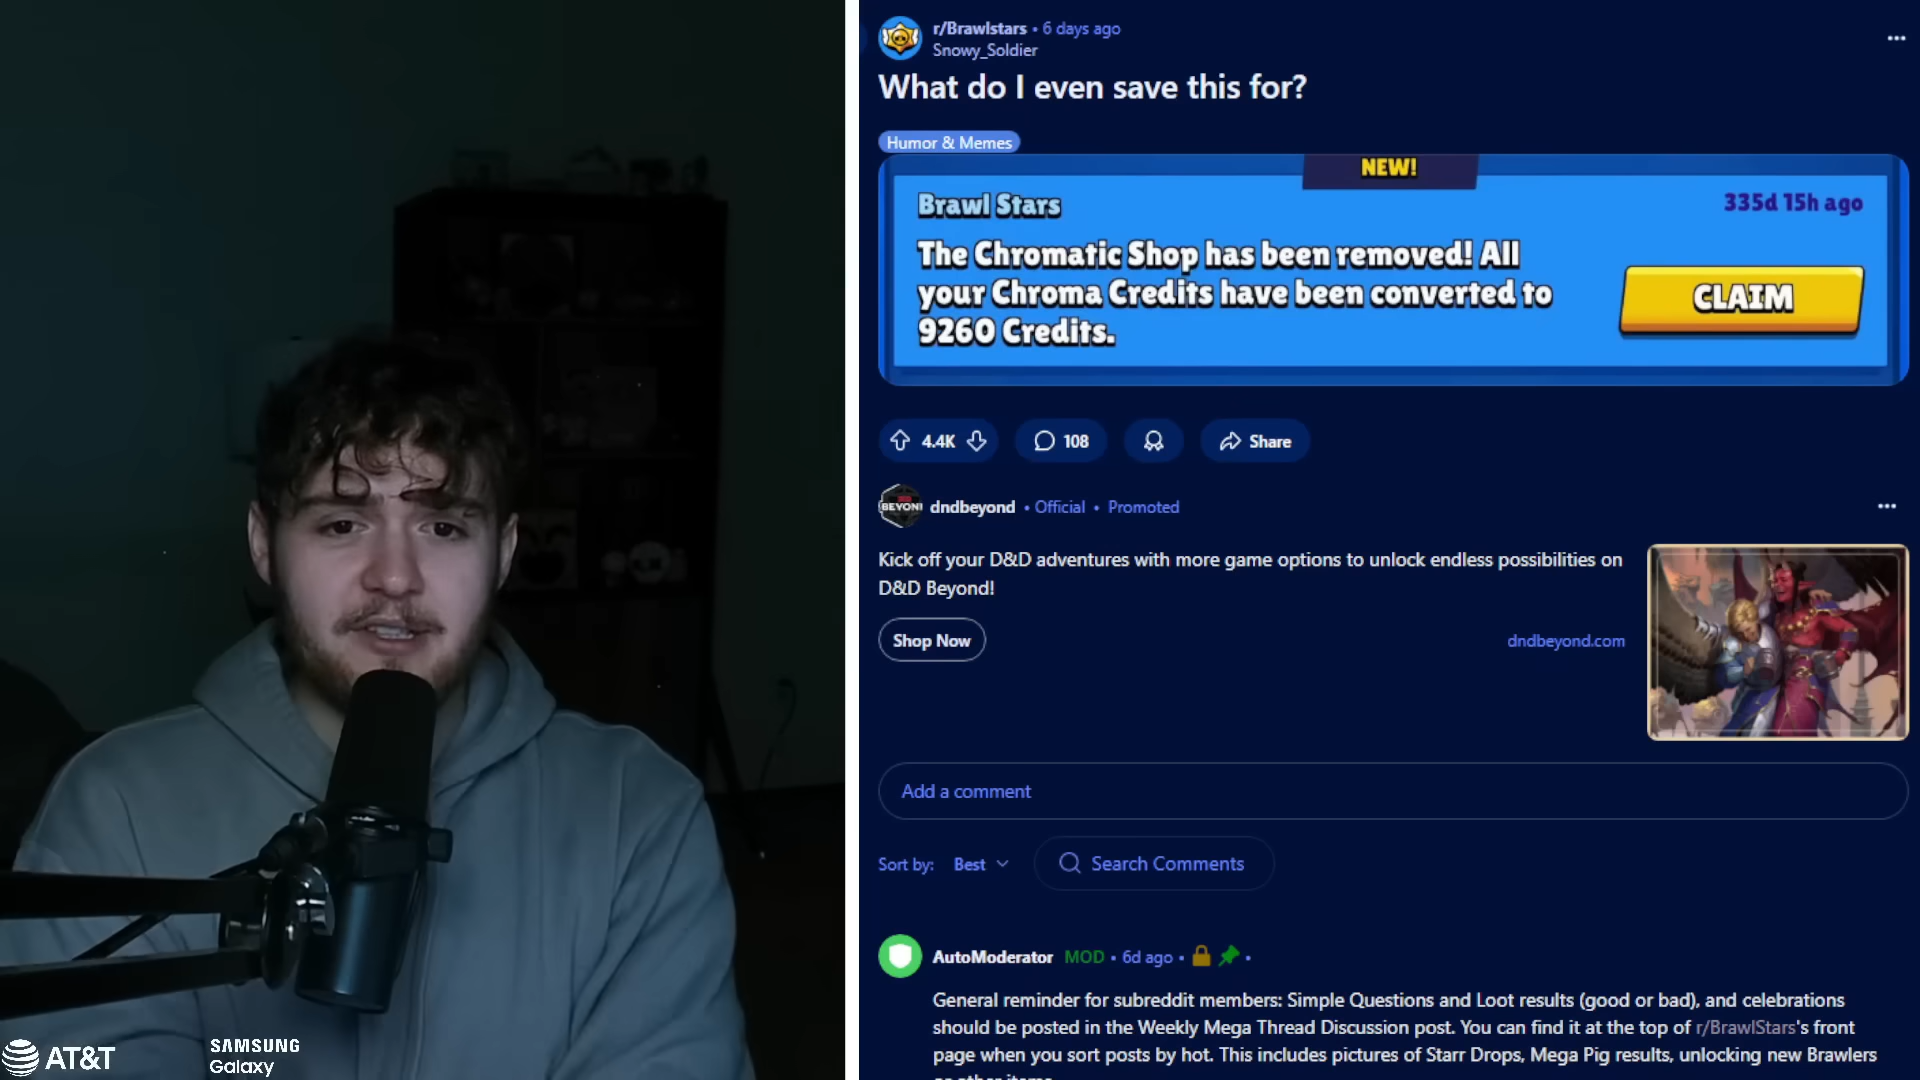 r/Brawlstars • 6 days ago
Snowy_Soldier
What do I even save this for?
Humor & Memes
NEW!
Brawl Stars
335d 15h ago
The Chromatic Shop has been removed! All
your Chroma Credits have been converted to
9260 Credits.
CLAIM
4.4K
108
Share
BEYOND
dndbeyond • Official • Promoted
Kick off your D&D adventures with more game options to unlock endless possibilities on
D&D Beyond!
Shop Now
dndbeyond.com
Add a comment
Sort by: Best
Search Comments
AutoModerator MOD • 6d ago •
General reminder for subreddit members: Simple Questions and Loot results (good or bad), and celebrations
should be posted in the Weekly Mega Thread Discussion post. You can find it at the top of r/BrawlStars's front
page when you sort posts by hot. This includes pictures of Starr Drops, Mega Pig results, unlocking new Brawlers
or other items.
AT&T
SAMSUNG
Galaxy